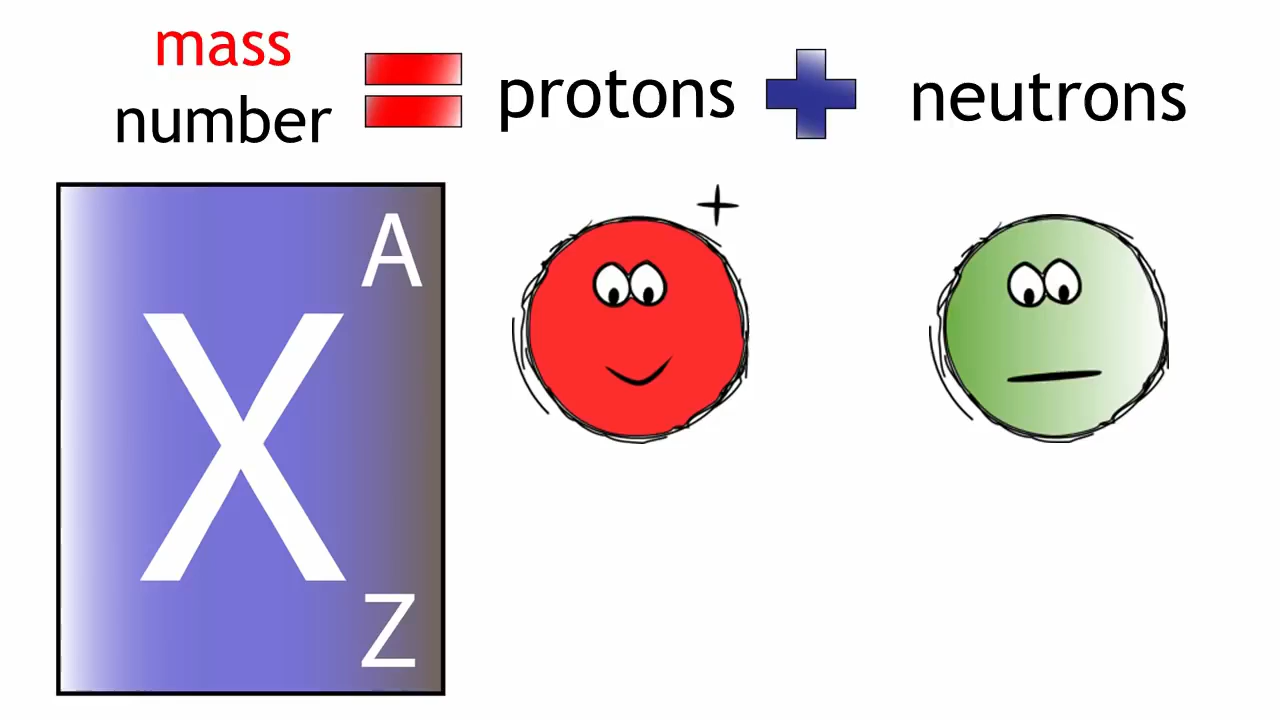 mass
number = protons + neutrons
A
+
X
Z